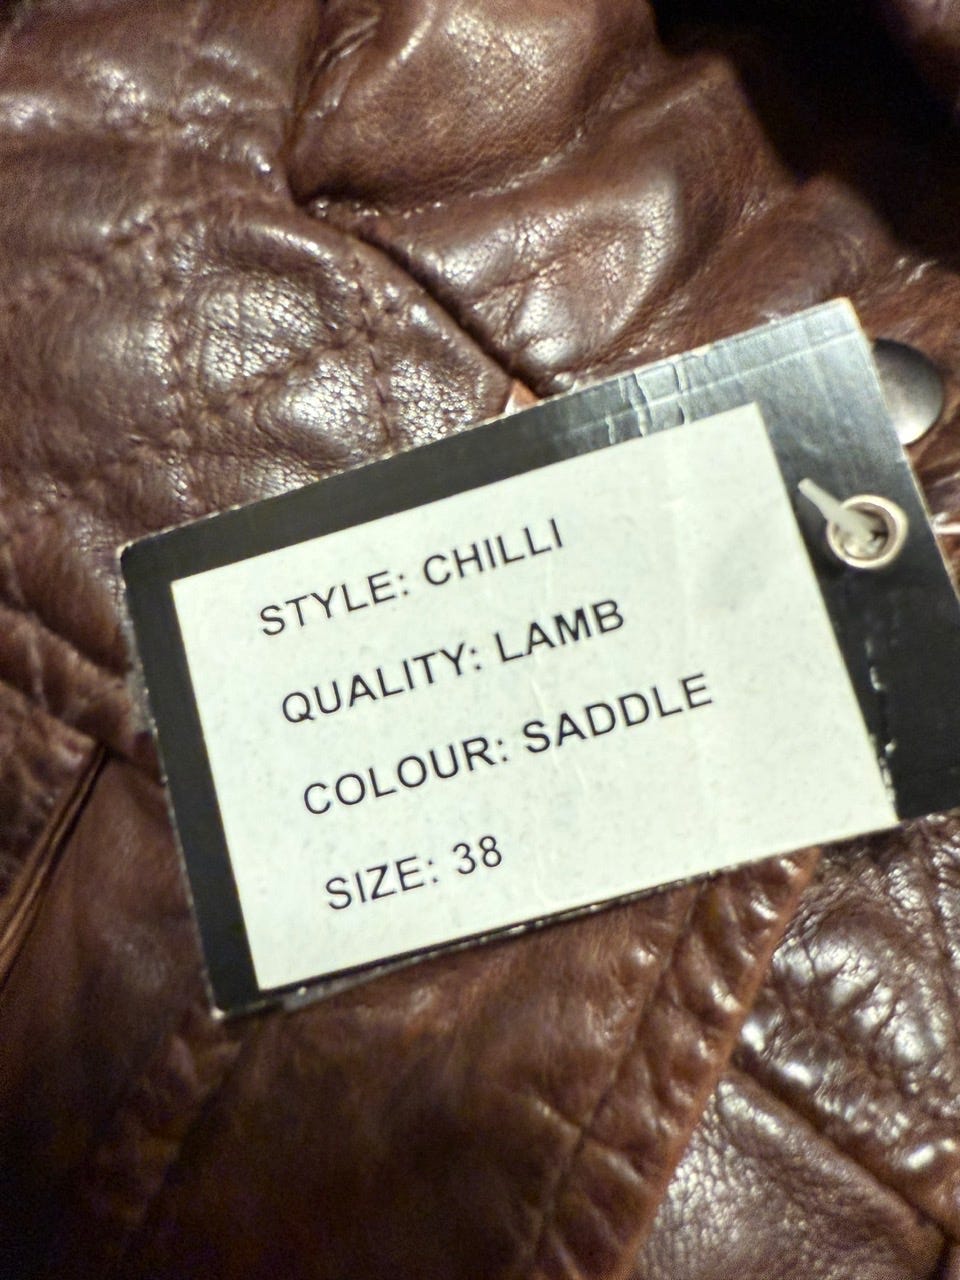 STYLE: CHILLI
QUALITY: LAMB
COLOUR: SADDLE
SIZE: 38